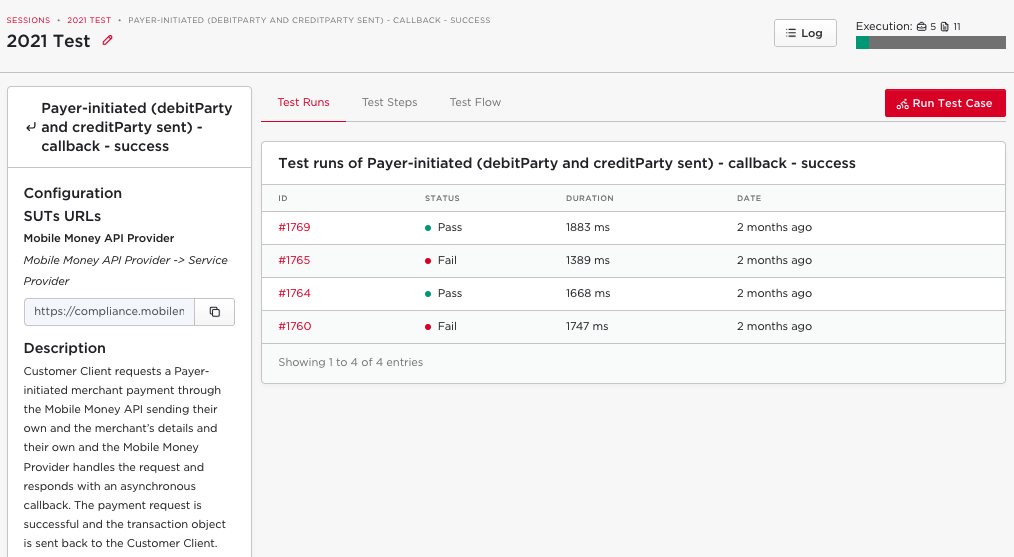 SESSIONS • 2021 TEST • PAYER-INITIATED (DEBITPARTY AND CREDITPARTY SENT) - CALLBACK - SUCCESS
2021 Test
Log
Execution: 5 11
Payer-initiated (debitParty
and creditParty sent) -
callback - success
Configuration
SUTs URLs
Mobile Money API Provider
Mobile Money API Provider -> Service
Provider
https://compliance.mobilen
Description
Customer Client requests a Payer-
initiated merchant payment through
the Mobile Money API sending their
own and the merchant's details and
their own and the Mobile Money
Provider handles the request and
responds with an asynchronous
callback. The payment request is
successful and the transaction object
is sent back to the Customer Client.
Test Runs Test Steps Test Flow
Run Test Case
Test runs of Payer-initiated (debitParty and creditParty sent) - callback - success
ID STATUS DURATION DATE
#1769 Pass 1883 ms 2 months ago
#1765 Fail 1389 ms 2 months ago
#1764 Pass 1668 ms 2 months ago
#1760 Fail 1747 ms 2 months ago
Showing 1 to 4 of 4 entries